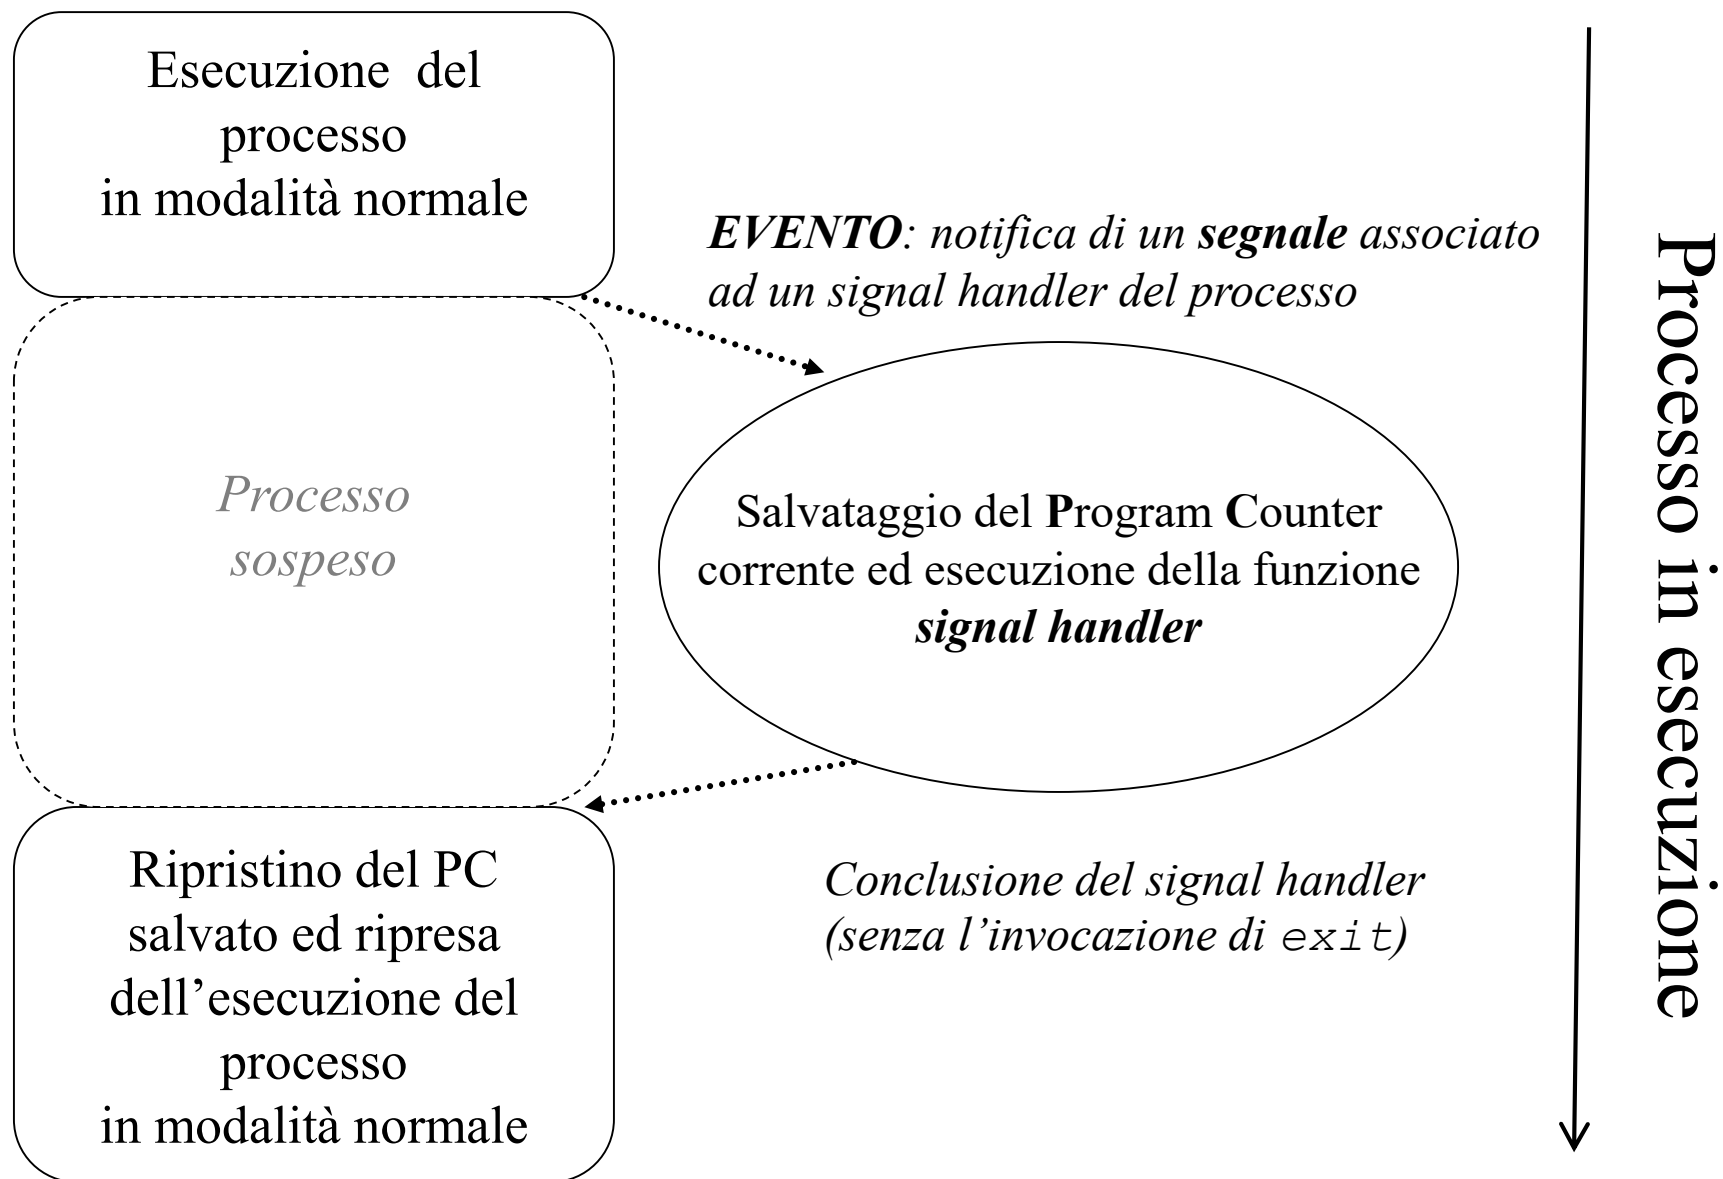 Esecuzione del
processo
in modalità normale
EVENTO: notifica di un segnale associato
ad un signal handler del processo
Processo
sospeso
Salvataggio del Program Counter
corrente ed esecuzione della funzione
signal handler
Ripristino del PC
salvato ed ripresa
dell’esecuzione del
processo
in modalità normale
Conclusione del signal handler
(senza l’invocazione di exit)
Processo in esecuzione